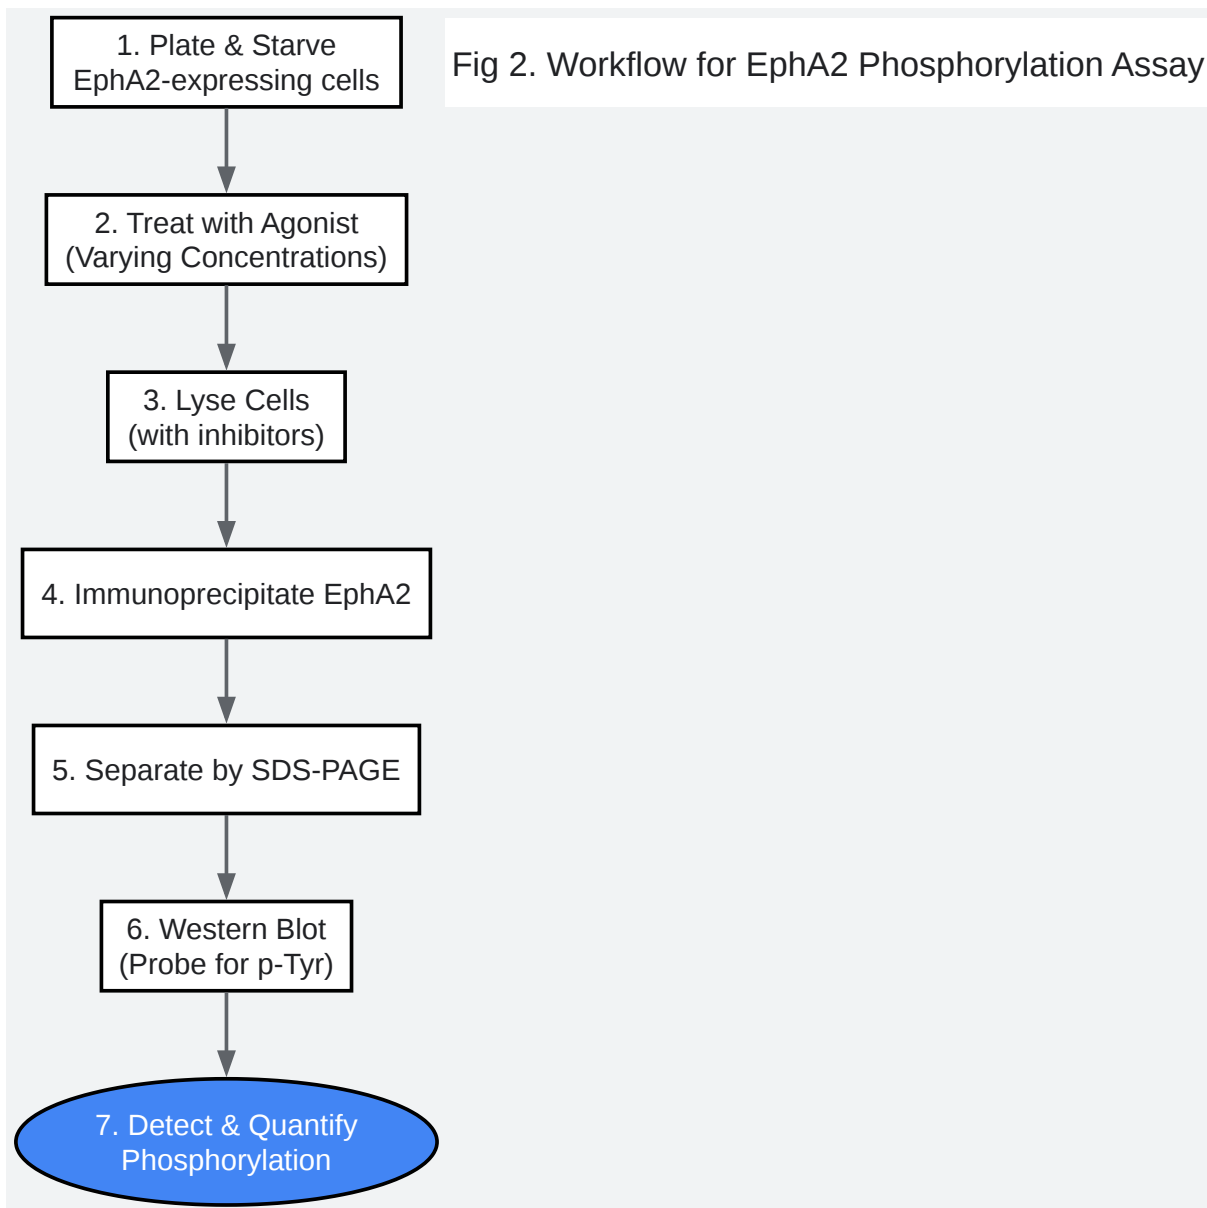 Fig 2. Workflow for EphA2 Phosphorylation Assay
1. Plate & Starve
EphA2-expressing cells
2. Treat with Agonist
(Varying Concentrations)
3. Lyse Cells
(with inhibitors)
4. Immunoprecipitate EphA2
5. Separate by SDS-PAGE
6. Western Blot
(Probe for p-Tyr)
7. Detect & Quantify
Phosphorylation